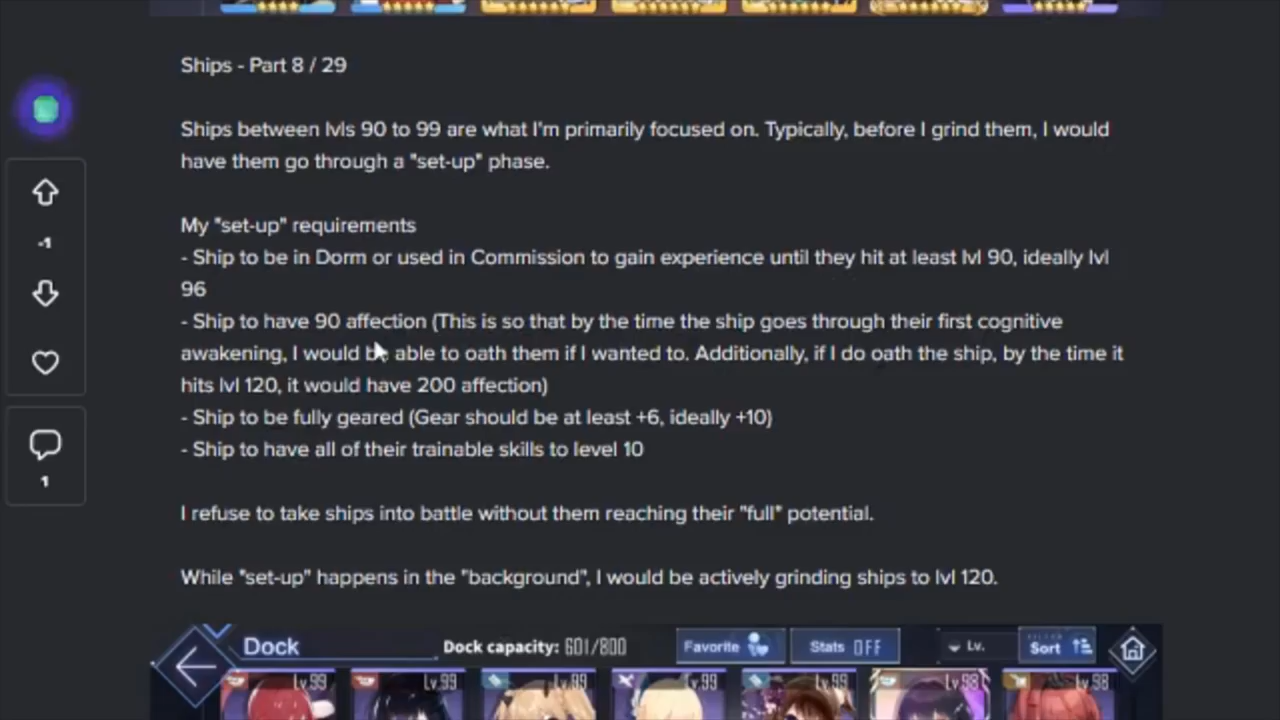 Ships - Part 8 / 29
Ships between lvls 90 to 99 are what I'm primarily focused on. Typically, before I grind them, I would
have them go through a "set-up" phase.
My "set-up" requirements
- Ship to be in Dorm or used in Commission to gain experience until they hit at least lvl 90, ideally lvl
96
- Ship to have 90 affection (This is so that by the time the ship goes through their first cognitive
awakening, I would be able to oath them if I wanted to. Additionally, if I do oath the ship, by the time it
hits lvl 120, it would have 200 affection)
- Ship to be fully geared (Gear should be at least +6, ideally +10)
- Ship to have all of their trainable skills to level 10
I refuse to take ships into battle without them reaching their "full" potential.
While "set-up" happens in the "background", I would be actively grinding ships to lvl 120.
-1
1
Dock
Dock capacity: 601/800
Favorite
Stats OFF
Lv.
Sort
Lv.99
Lv.99
Lv.99
Lv.99
Lv.99
Lv.98
Lv.98